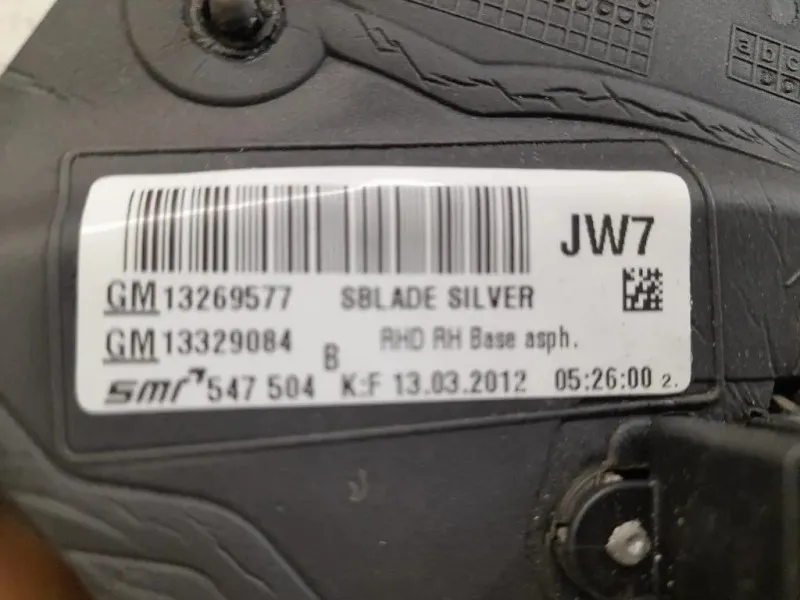 JW7
GM 13269577 SBLADE SILVER
GM 13329084 B RHD RH Base asph.
smr 547 504 K:F 13.03.2012 05:26:00 2.
a b c